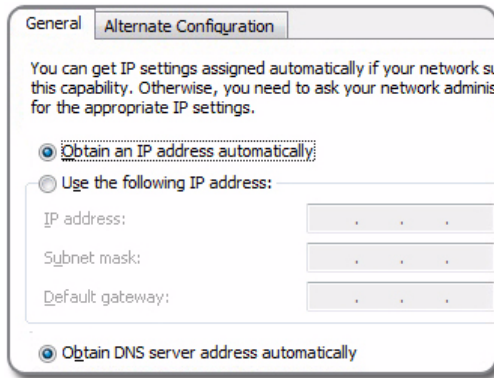 General Alternate Configuration
You can get IP settings assigned automatically if your network su
this capability. Otherwise, you need to ask your network adminis
for the appropriate IP settings.
Obtain an IP address automatically
Use the following IP address:
IP address: . . .
Subnet mask: . . .
Default gateway: . . .
Obtain DNS server address automatically